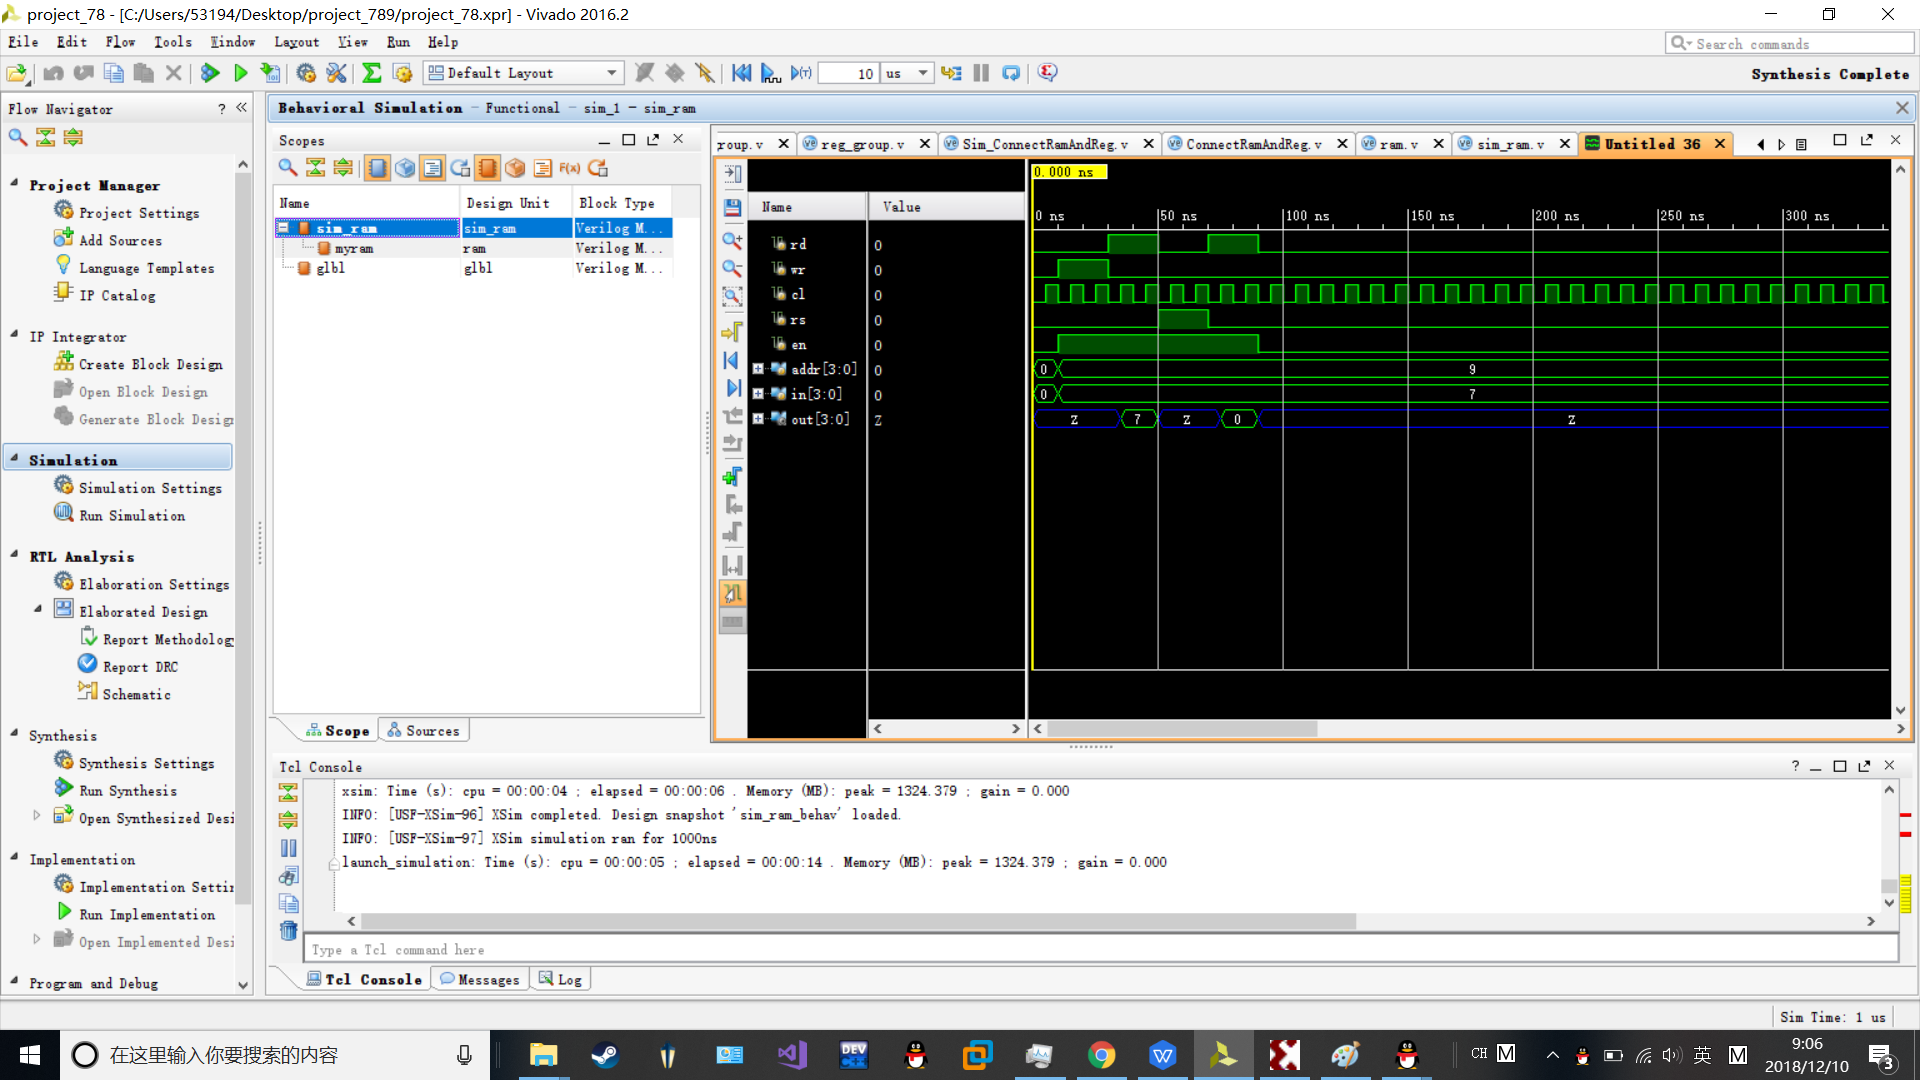 project_78 - [C:/Users/53194/Desktop/project_789/project_78.xpr] - Vivado 2016.2
File Edit Flow Tools Window Layout View Run Help
Search commands
Default Layout
10 us
Synthesis Complete
Flow Navigator
Project Manager
Project Settings
Add Sources
Language Templates
IP Catalog
IP Integrator
Create Block Design
Open Block Design
Generate Block Desig
Simulation
Simulation Settings
Run Simulation
RTL Analysis
Elaboration Settings
Elaborated Design
Report Methodolog
Report DRC
Schematic
Synthesis
Synthesis Settings
Run Synthesis
Open Synthesized Desi
Implementation
Implementation Settin
Run Implementation
Open Implemented Desi
Program and Debug
Behavioral Simulation - Functional - sim_1 - sim_ram
Scopes
F(x)
Name Design Unit Block Type
sim_ram sim_ram Verilog M...
myram ram Verilog M...
glbl glbl Verilog M...
Scope Sources
roup.v reg_group.v Sim_ConnectRamAndReg.v ConnectRamAndReg.v ram.v sim_ram.v Untitled 36
0.000 ns
Name Value
0 ns 50 ns 100 ns 150 ns 200 ns 250 ns 300 ns
rd 0
wr 0
cl 0
rs 0
en 0
addr[3:0] 0 0 9
in[3:0] 0 0 7
out[3:0] Z Z 7 Z 0 Z
Tcl Console
xsim: Time (s): cpu = 00:00:04 ; elapsed = 00:00:06 . Memory (MB): peak = 1324.379 ; gain = 0.000
INFO: [USF-XSim-96] XSim completed. Design snapshot 'sim_ram_behav' loaded.
INFO: [USF-XSim-97] XSim simulation ran for 1000ns
launch_simulation: Time (s): cpu = 00:00:05 ; elapsed = 00:00:14 . Memory (MB): peak = 1324.379 ; gain = 0.000
Type a Tcl command here
Tcl Console Messages Log
Sim Time: 1 us
在这里输入你要搜索的内容
DEV C++
CH M
英 M
9:06
2018/12/10
3